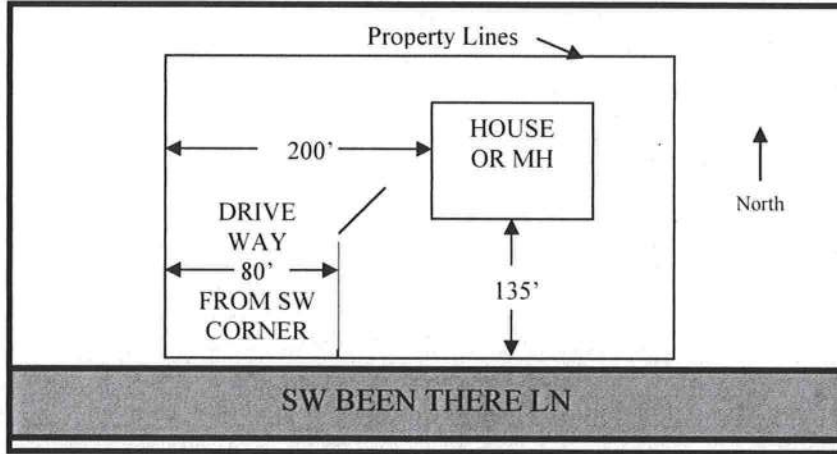 Property Lines
HOUSE
OR MH
200'
North
DRIVE
WAY
80'
FROM SW
CORNER
135'
SW BEEN THERE LN